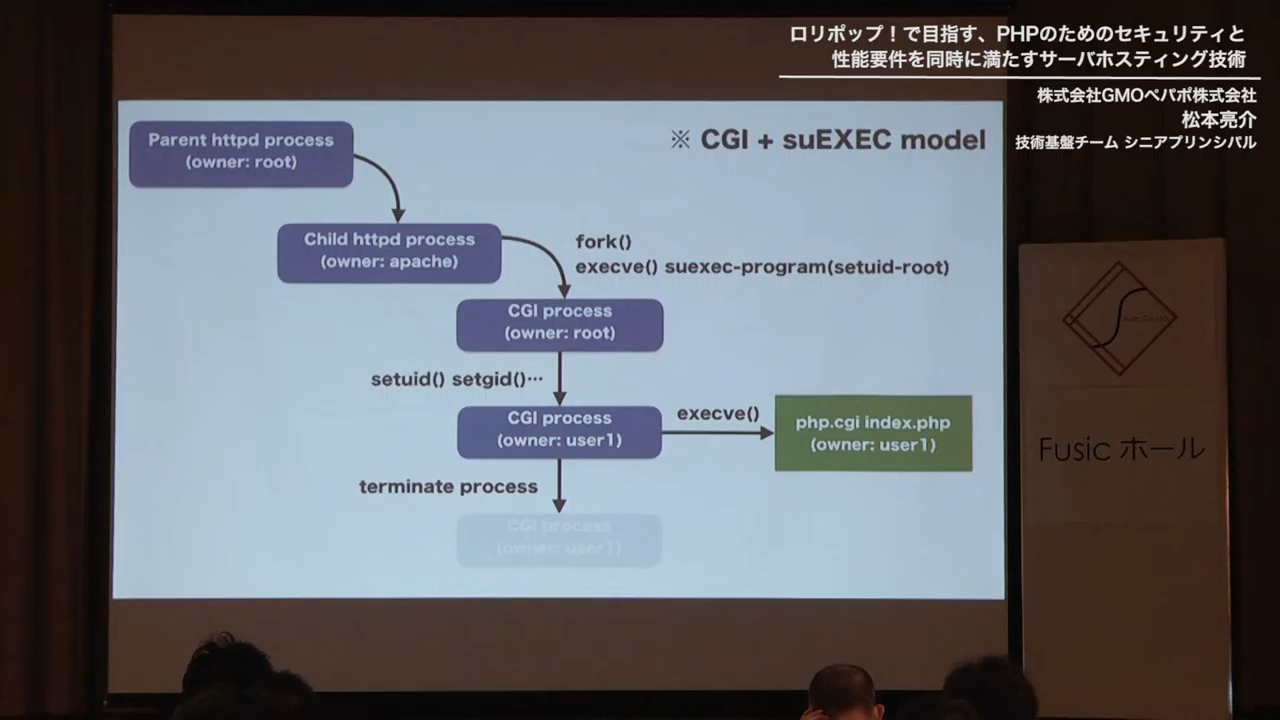 ロリポップ！で目指す、PHPのためのセキュリティと
性能要件を同時に満たすサーバホスティング技術
株式会社GMOペパボ株式会社
松本亮介
技術基盤チーム シニアプリンシパル
※ CGI + suEXEC model
Parent httpd process
(owner: root)
Child httpd process
(owner: apache)
fork()
execve() suexec-program(setuid-root)
CGI process
(owner: root)
setuid() setgid()…
CGI process
(owner: user1)
execve()
php.cgi index.php
(owner: user1)
terminate process
CGI process
(owner: user1)
Fusic ホール